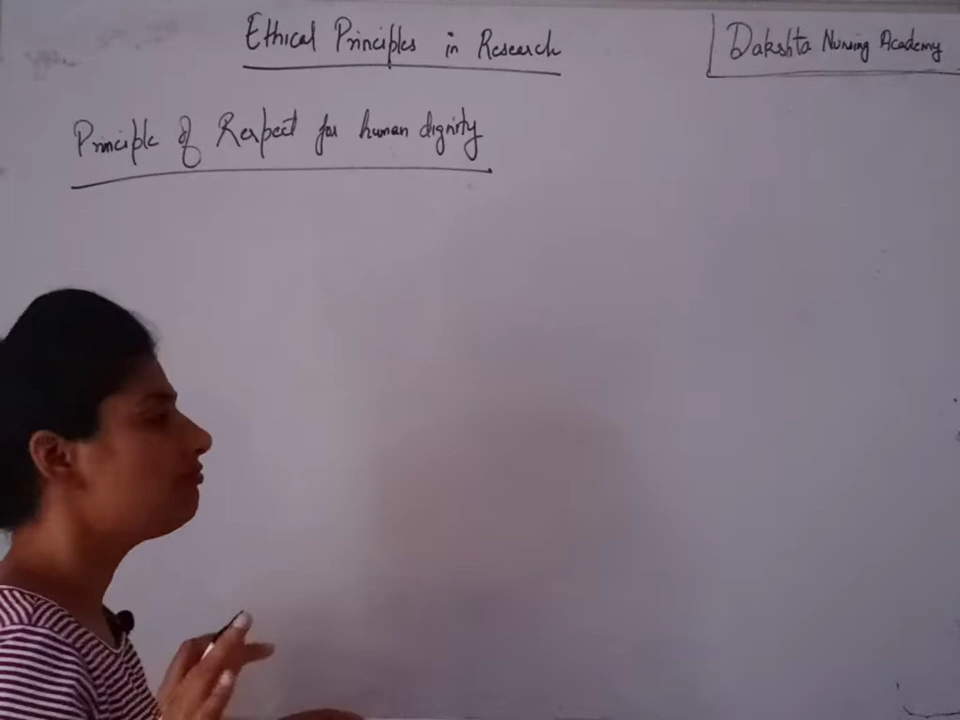 Ethical Principles in Research
Dakshta Nursing Academy
Principle of Respect for human dignity